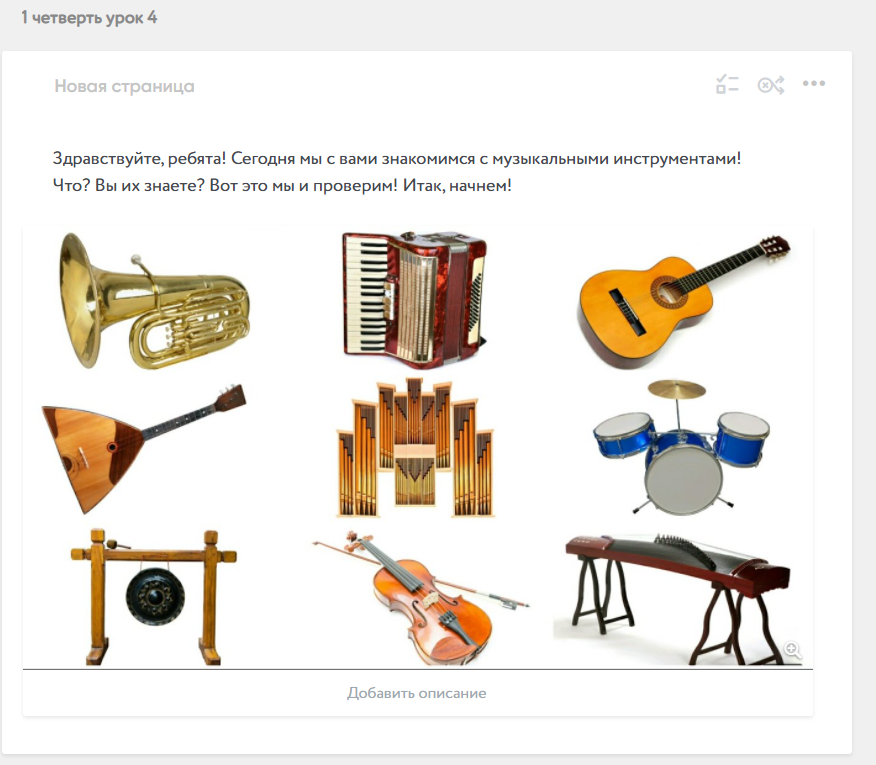 1 четверть урок 4
Новая страница
Здравствуйте, ребята! Сегодня мы с вами знакомимся с музыкальными инструментами!
Что? Вы их знаете? Вот это мы и проверим! Итак, начнем!
Добавить описание